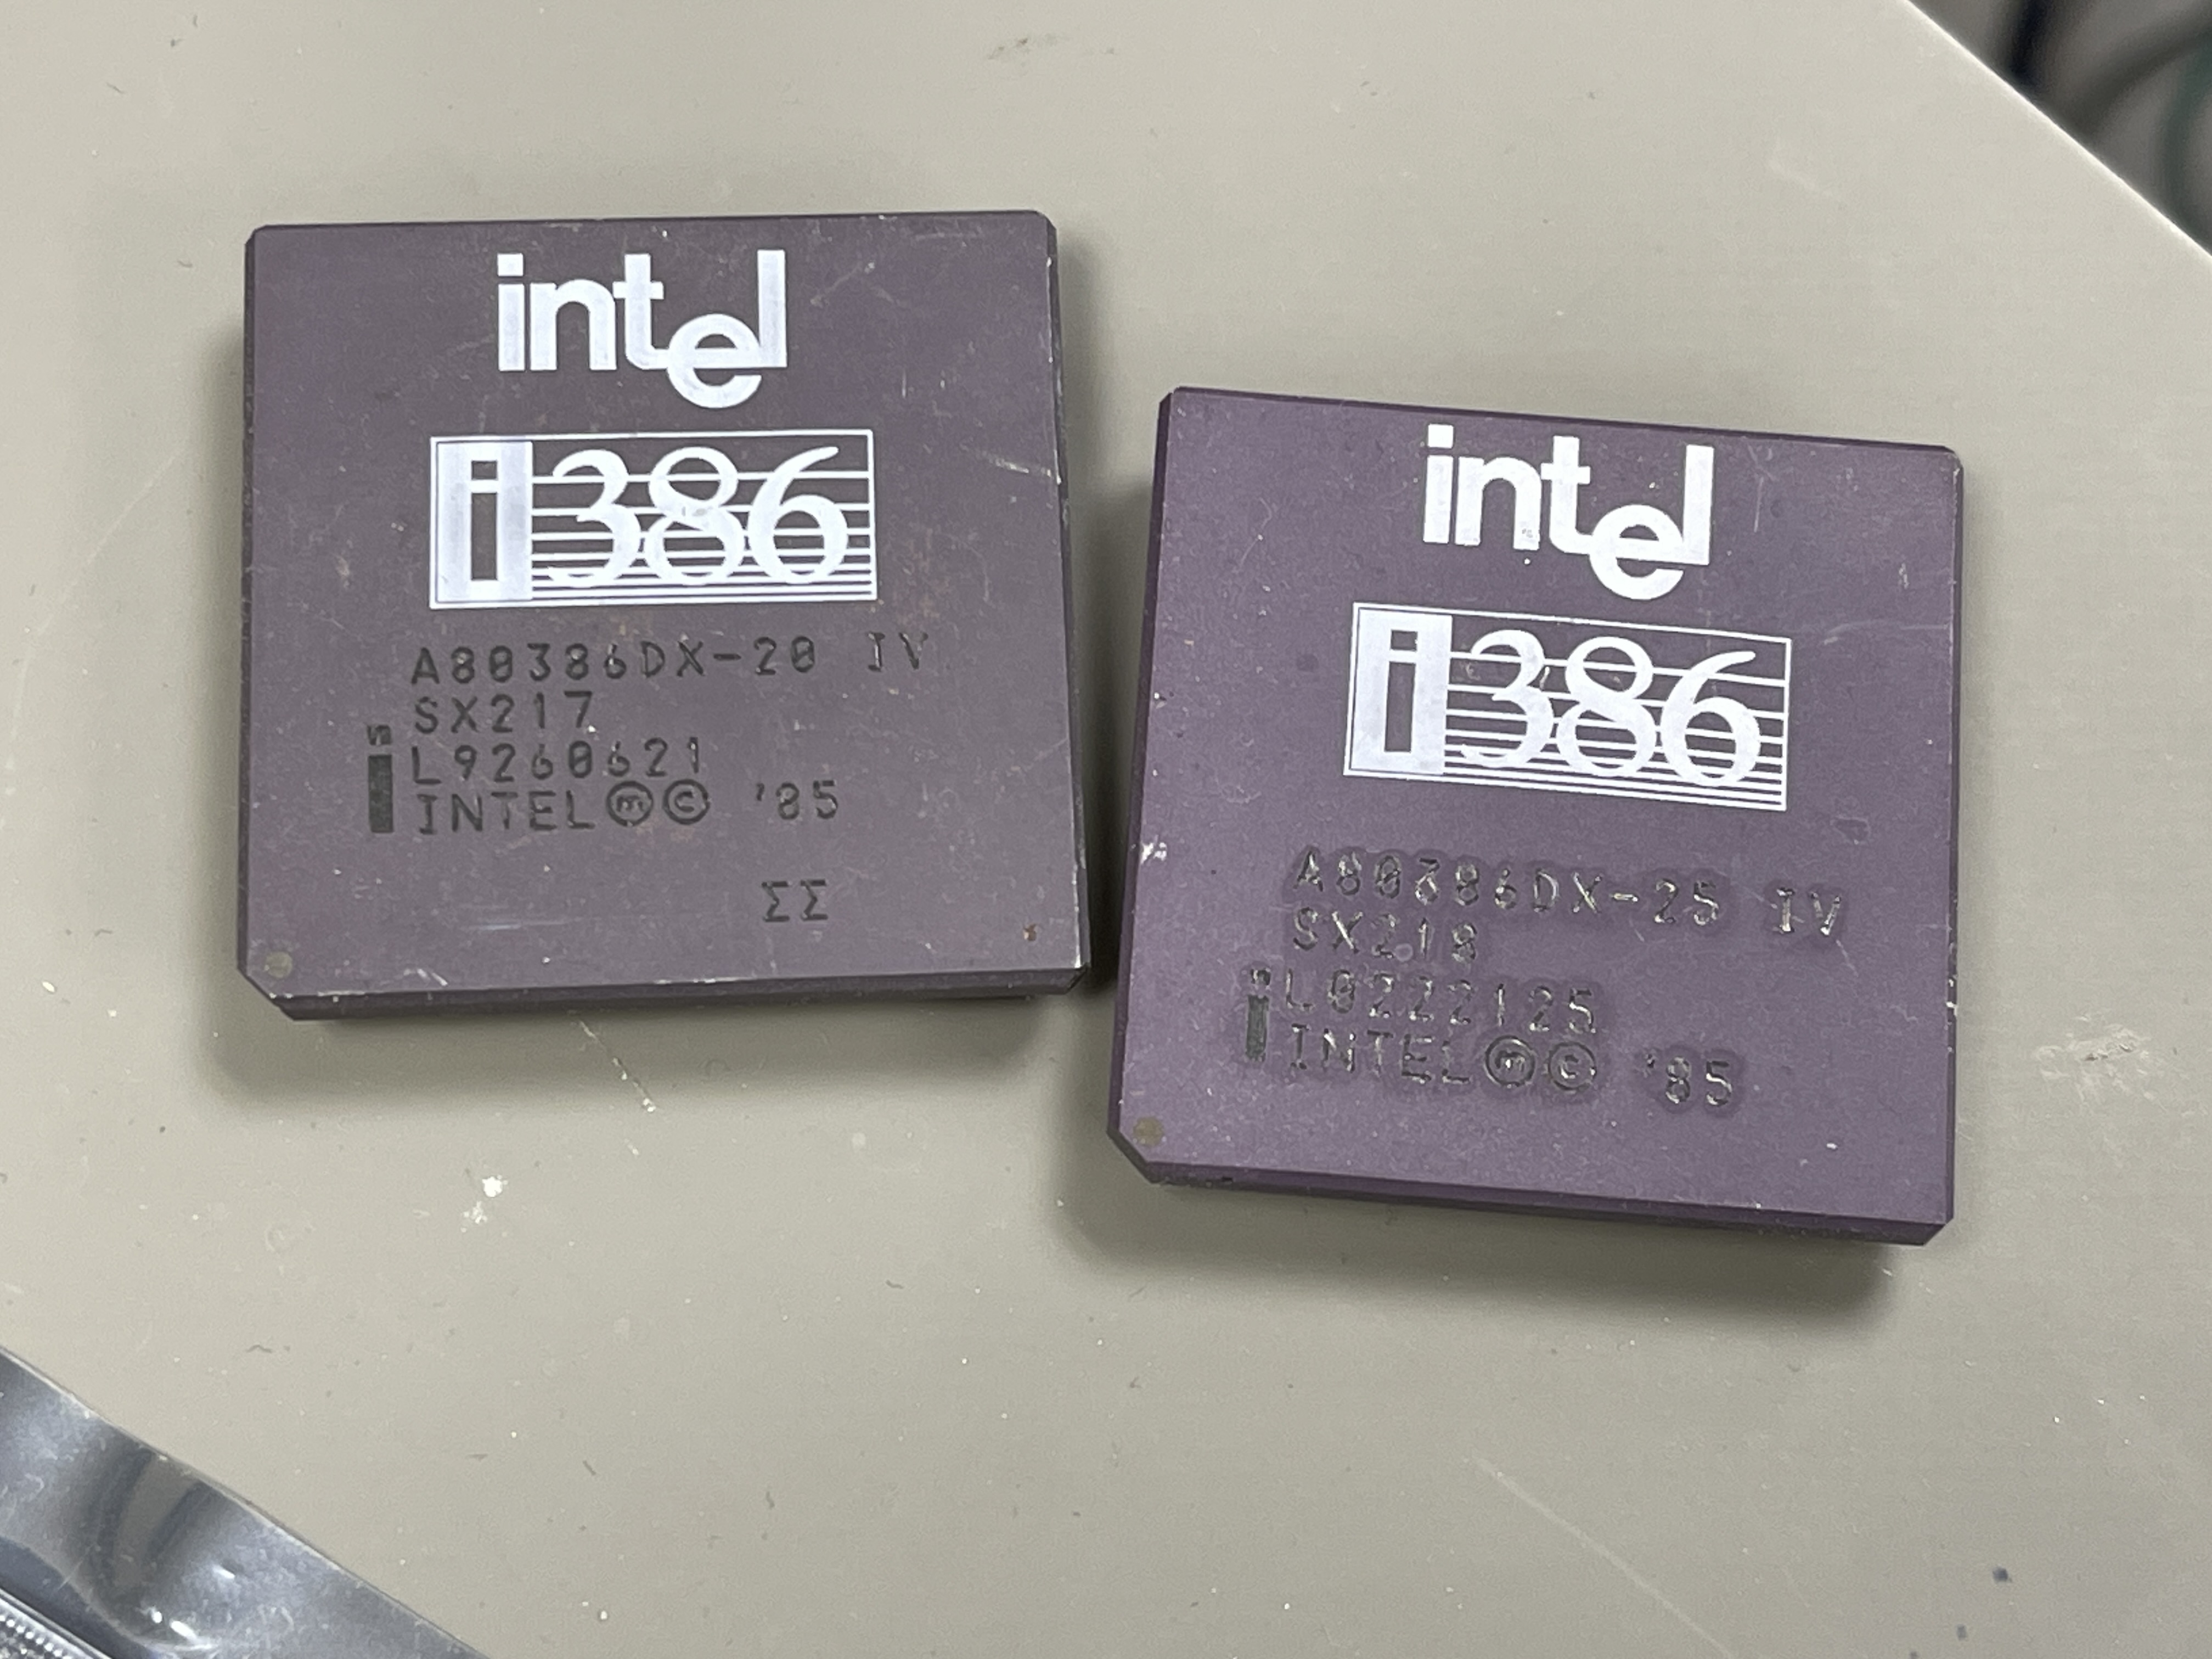 intel
i386
A80386DX-20 IV
SX217
L9260621
INTEL Ⓜ © '85
ΣΣ
intel
i386
A80386DX-25 IV
SX218
L0222125
INTEL Ⓜ © '85